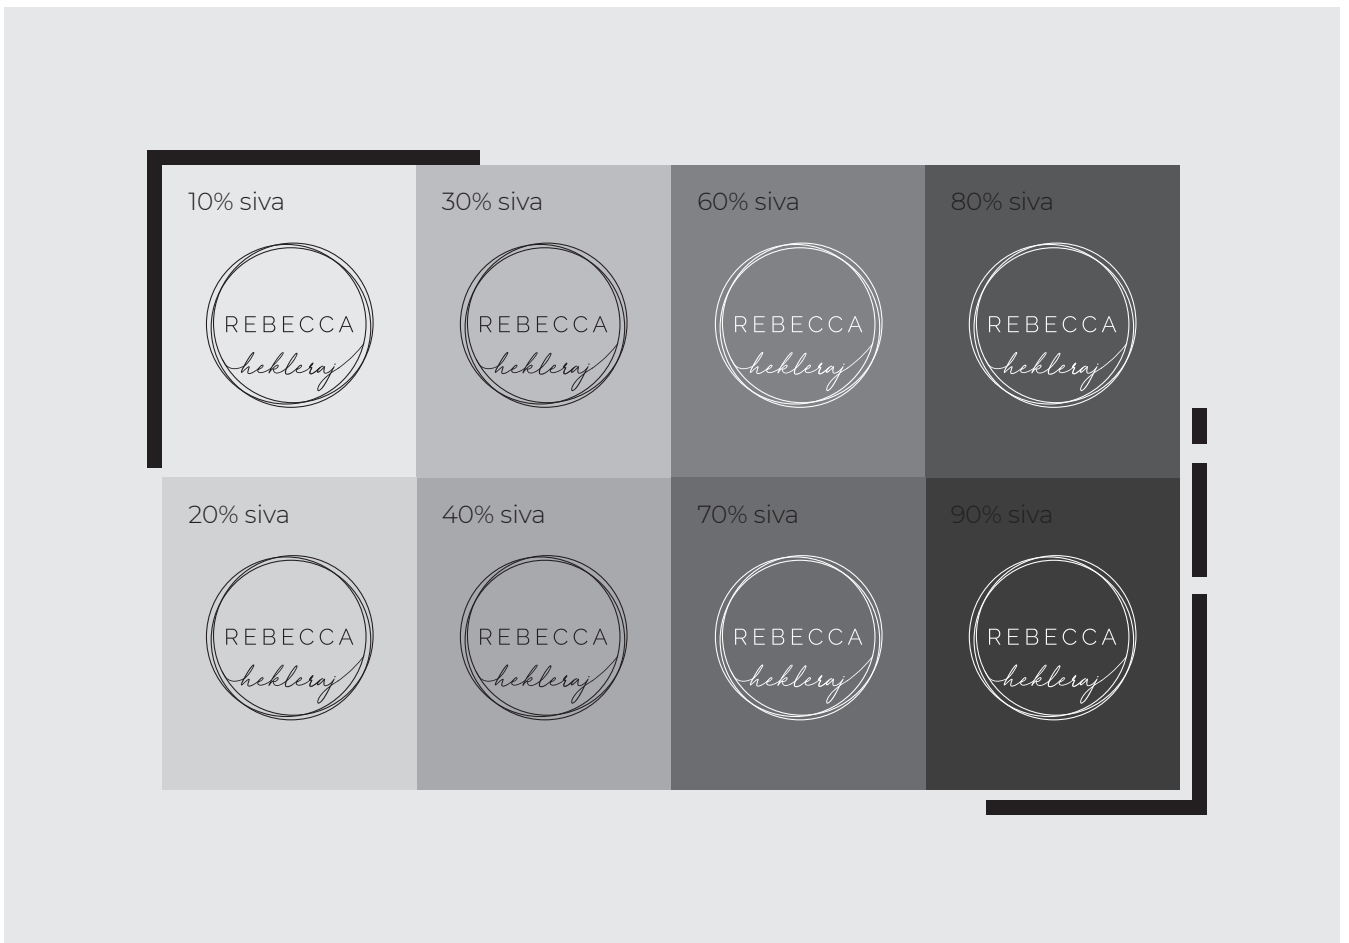 10% siva
REBECCA
hekleraj
30% siva
REBECCA
hekleraj
60% siva
REBECCA
hekleraj
80% siva
REBECCA
hekleraj
20% siva
REBECCA
hekleraj
40% siva
REBECCA
hekleraj
70% siva
REBECCA
hekleraj
90% siva
REBECCA
hekleraj